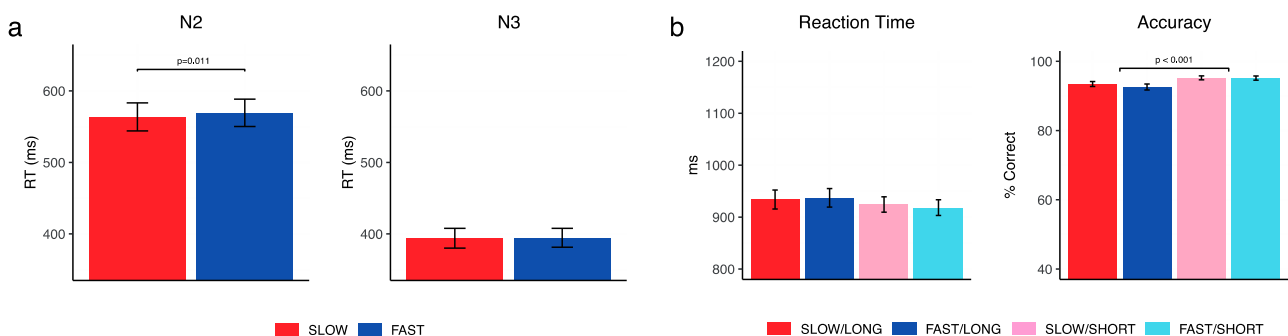 a
N2
RT (ms)
600
500
400
p=0.011
N3
RT (ms)
600
500
400
SLOW
FAST
b
Reaction Time
ms
1200
1100
1000
900
800
Accuracy
% Correct
100
80
60
40
p < 0.001
SLOW/LONG
FAST/LONG
SLOW/SHORT
FAST/SHORT